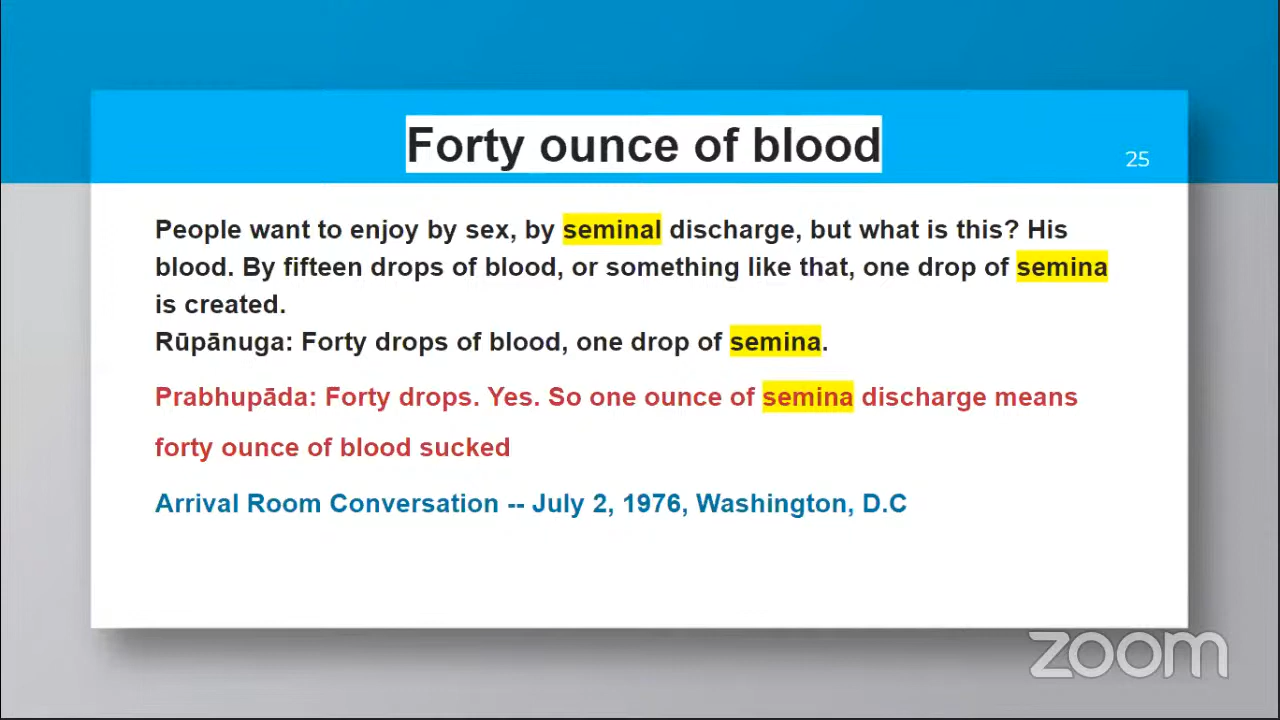 Forty ounce of blood
25
People want to enjoy by sex, by seminal discharge, but what is this? His
blood. By fifteen drops of blood, or something like that, one drop of semina
is created.
Rūpānuga: Forty drops of blood, one drop of semina.
Prabhupāda: Forty drops. Yes. So one ounce of semina discharge means
forty ounce of blood sucked
Arrival Room Conversation -- July 2, 1976, Washington, D.C
zoom